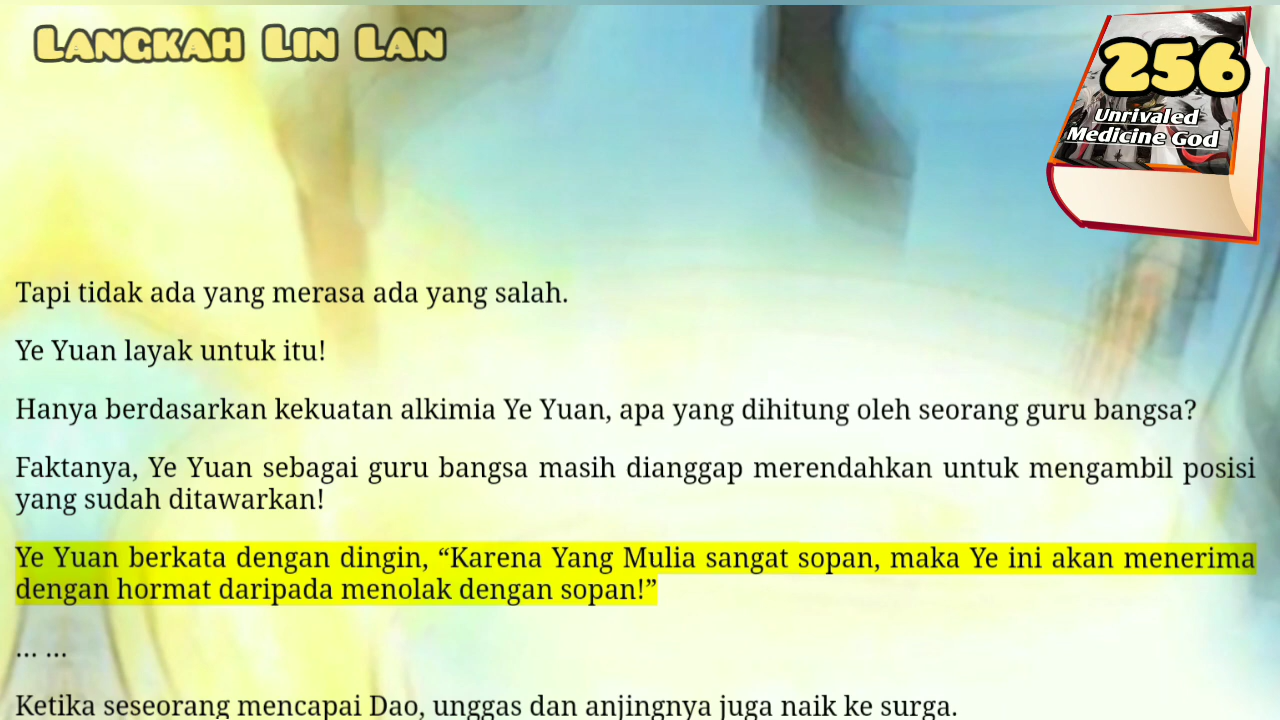 Langkah Lin Lan
256
Unrivaled
Medicine God
Tapi tidak ada yang merasa ada yang salah.
Ye Yuan layak untuk itu!
Hanya berdasarkan kekuatan alkimia Ye Yuan, apa yang dihitung oleh seorang guru bangsa?
Faktanya, Ye Yuan sebagai guru bangsa masih dianggap merendahkan untuk mengambil posisi
yang sudah ditawarkan!
Ye Yuan berkata dengan dingin, “Karena Yang Mulia sangat sopan, maka Ye ini akan menerima
dengan hormat daripada menolak dengan sopan!”
... ...
Ketika seseorang mencapai Dao, unggas dan anjingnya juga naik ke surga.